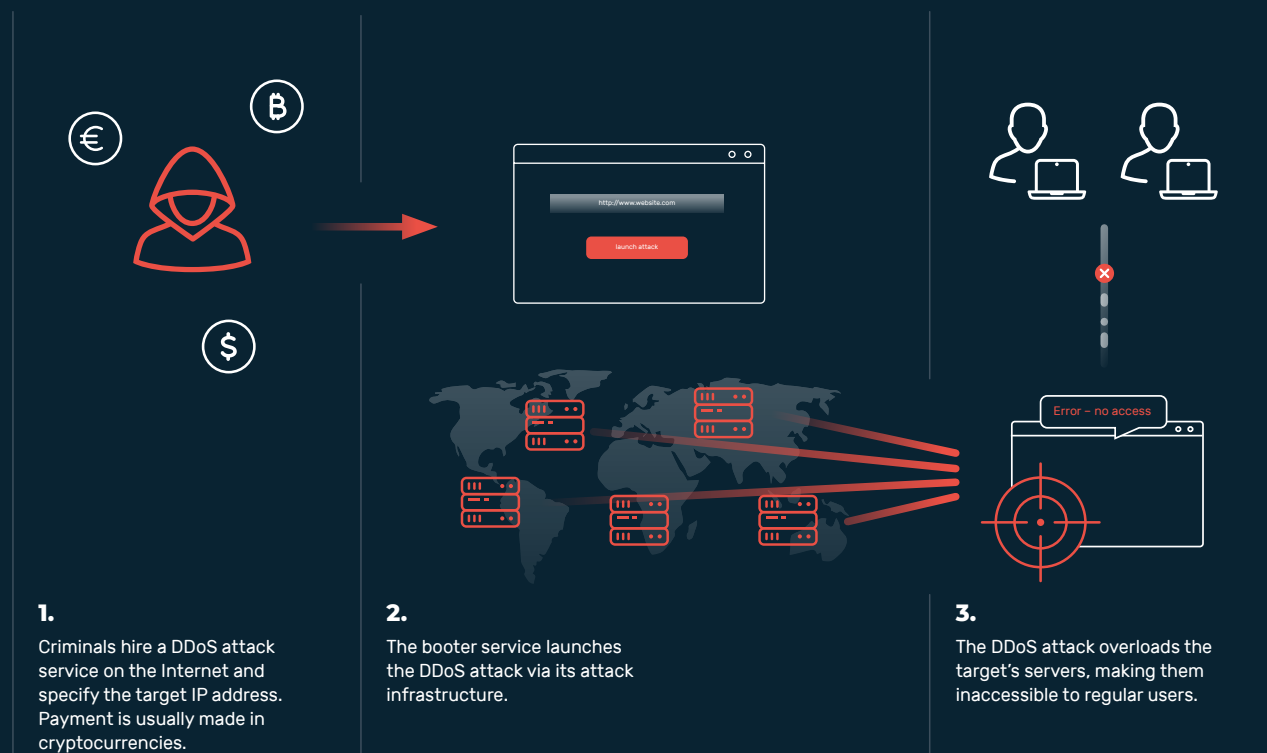 €
₿
$
http://www.website.com
launch attack
Error – no access
1.
Criminals hire a DDoS attack
service on the Internet and
specify the target IP address.
Payment is usually made in
cryptocurrencies.
2.
The booter service launches
the DDoS attack via its attack
infrastructure.
3.
The DDoS attack overloads the
target’s servers, making them
inaccessible to regular users.